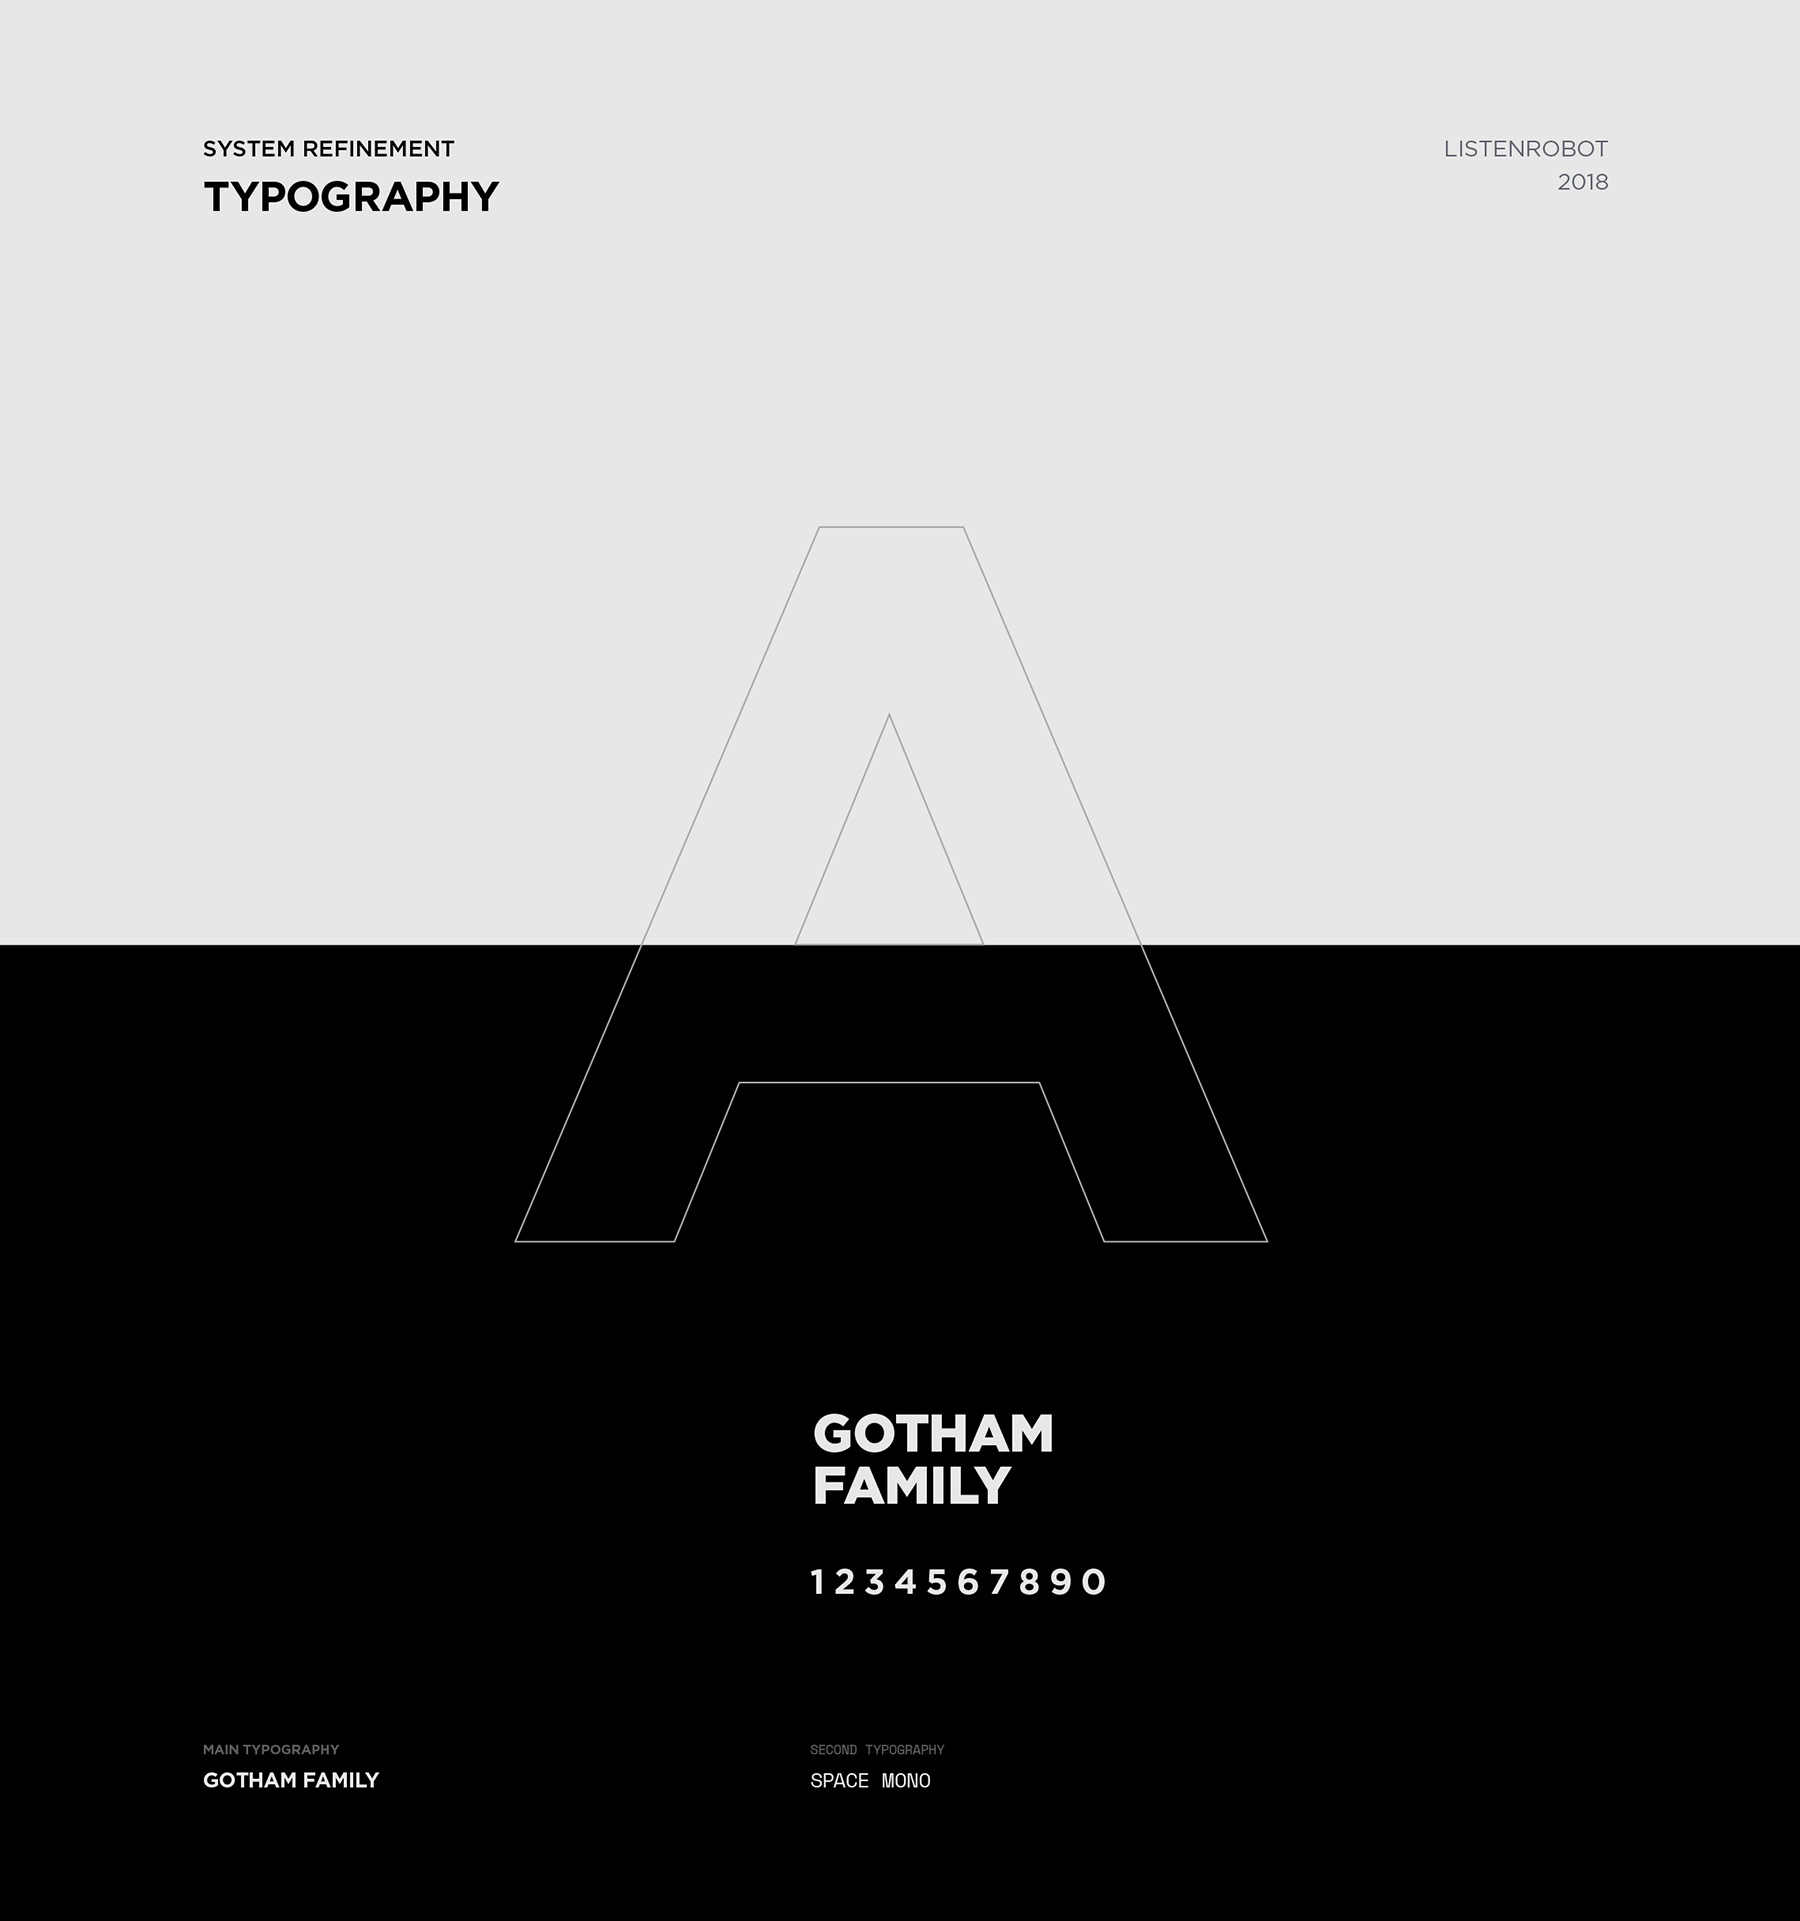 SYSTEM REFINEMENT
TYPOGRAPHY
LISTENROBOT
2018
A
GOTHAM
FAMILY
1 2 3 4 5 6 7 8 9 0
MAIN TYPOGRAPHY
GOTHAM FAMILY
SECOND TYPOGRAPHY
SPACE MONO